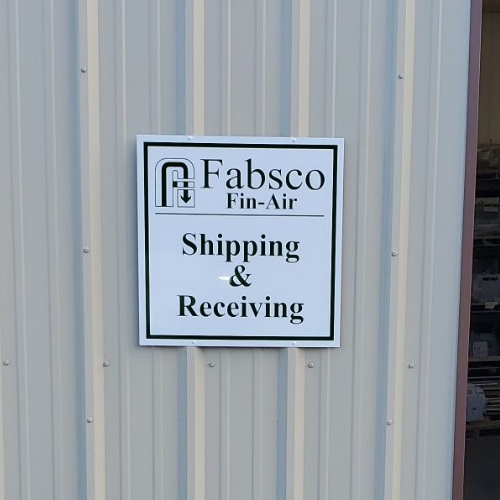 Fabsco
Fin-Air
Shipping
&
Receiving